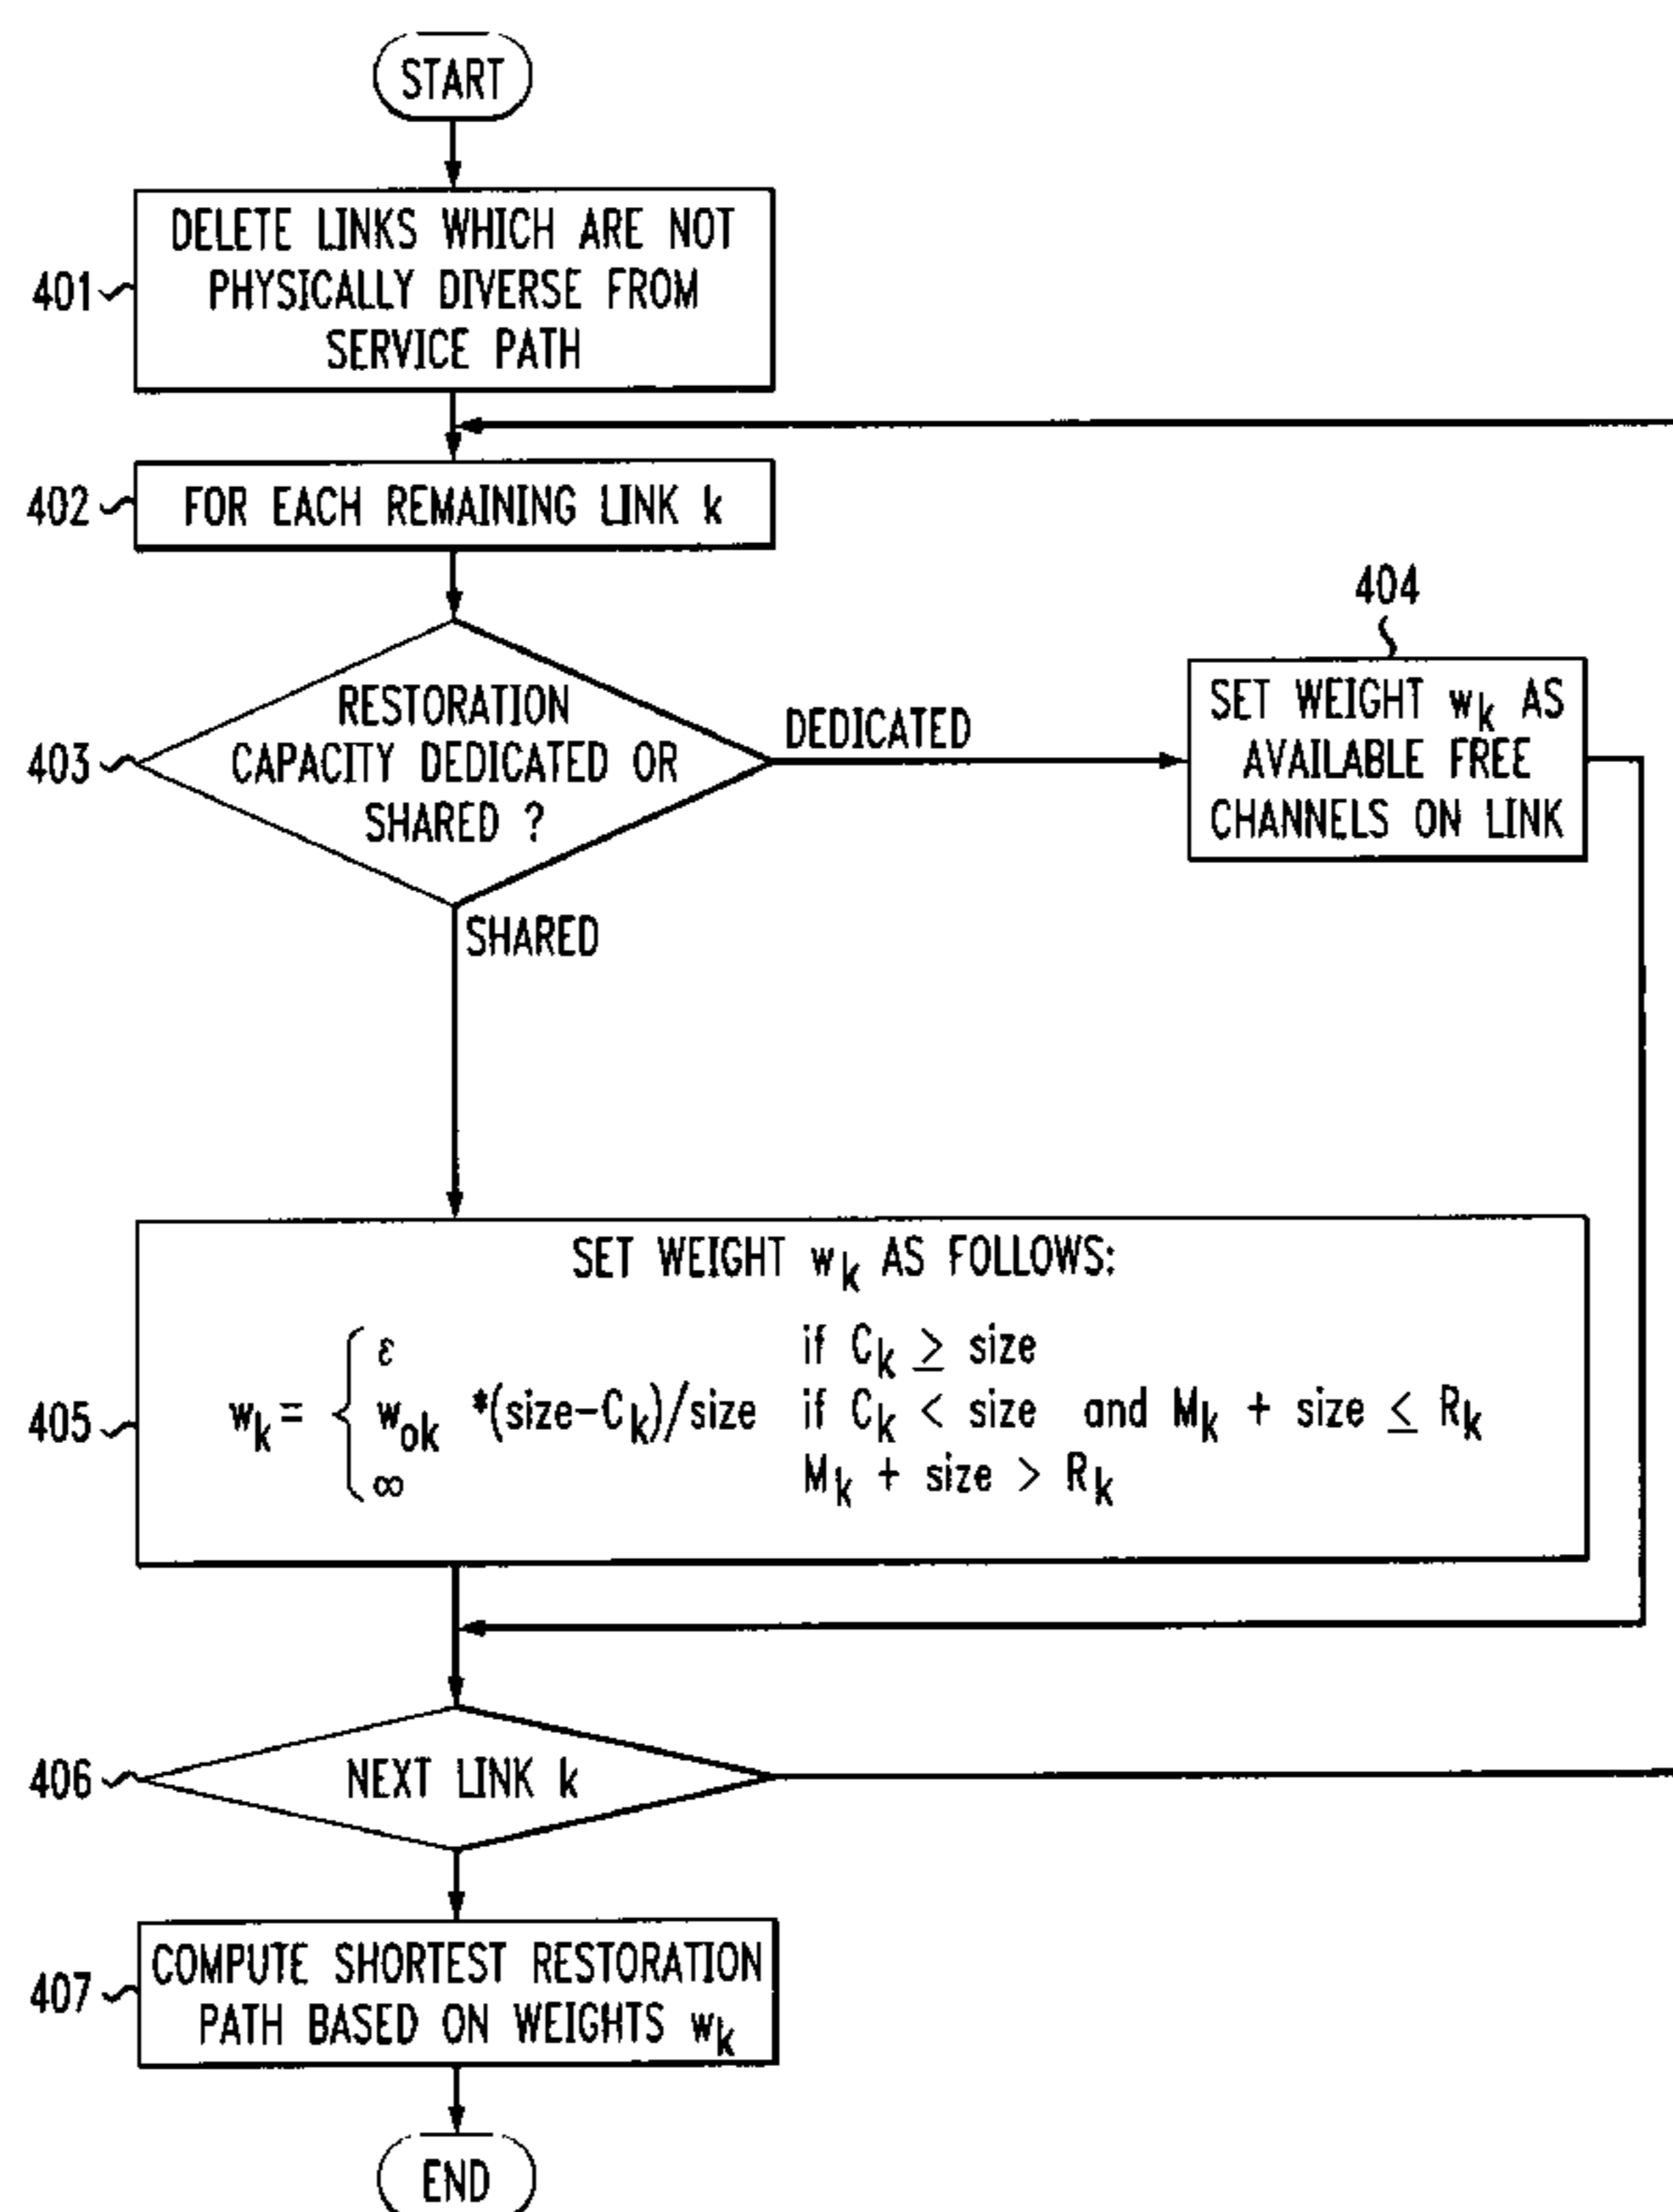 START
DELETE LINKS WHICH ARE NOT
PHYSICALLY DIVERSE FROM
SERVICE PATH
401
402
FOR EACH REMAINING LINK k
403
RESTORATION
CAPACITY DEDICATED OR
SHARED ?
DEDICATED
SHARED
404
SET WEIGHT wk AS
AVAILABLE FREE
CHANNELS ON LINK
405
SET WEIGHT wk AS FOLLOWS:
ε if Ck ≥ size
wk = { wok *(size-Ck)/size if Ck < size and Mk + size ≤ Rk
∞ Mk + size > Rk
406
NEXT LINK k
407
COMPUTE SHORTEST RESTORATION
PATH BASED ON WEIGHTS wk
END